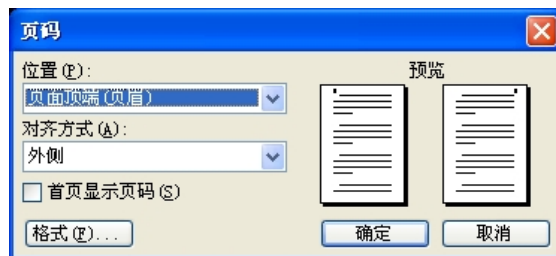 页码
位置(P):
预览
页面顶端(页眉)
对齐方式(A):
外侧
首页显示页码(S)
格式(F)...
确定
取消